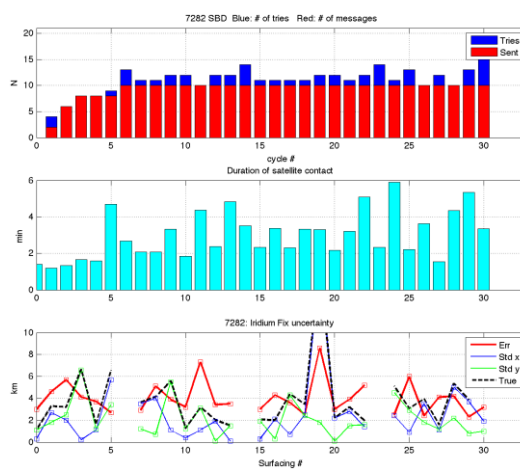 7282 SBD Blue: # of tries Red: # of messages
20
15
10
5
0
N
Tries
Sent
0 5 10 15 20 25 30
cycle #
Duration of satellite contact
6
4
2
0
min
0 5 10 15 20 25 30
7282: Iridium Fix uncertainty
10
8
6
4
2
0
km
Err
Std x
Std y
True
0 5 10 15 20 25 30
Surfacing #